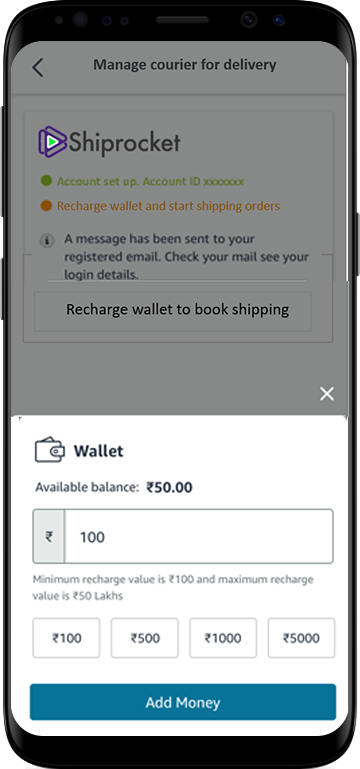 Manage courier for delivery
Shiprocket
Account set up. Account ID xxxxxxx
Recharge wallet and start shipping orders
A message has been sent to your
registered email. Check your mail see your
login details.
Recharge wallet to book shipping
Wallet
Available balance: ₹50.00
₹ 100
Minimum recharge value is ₹100 and maximum recharge
value is ₹50 Lakhs
₹100 ₹500 ₹1000 ₹5000
Add Money